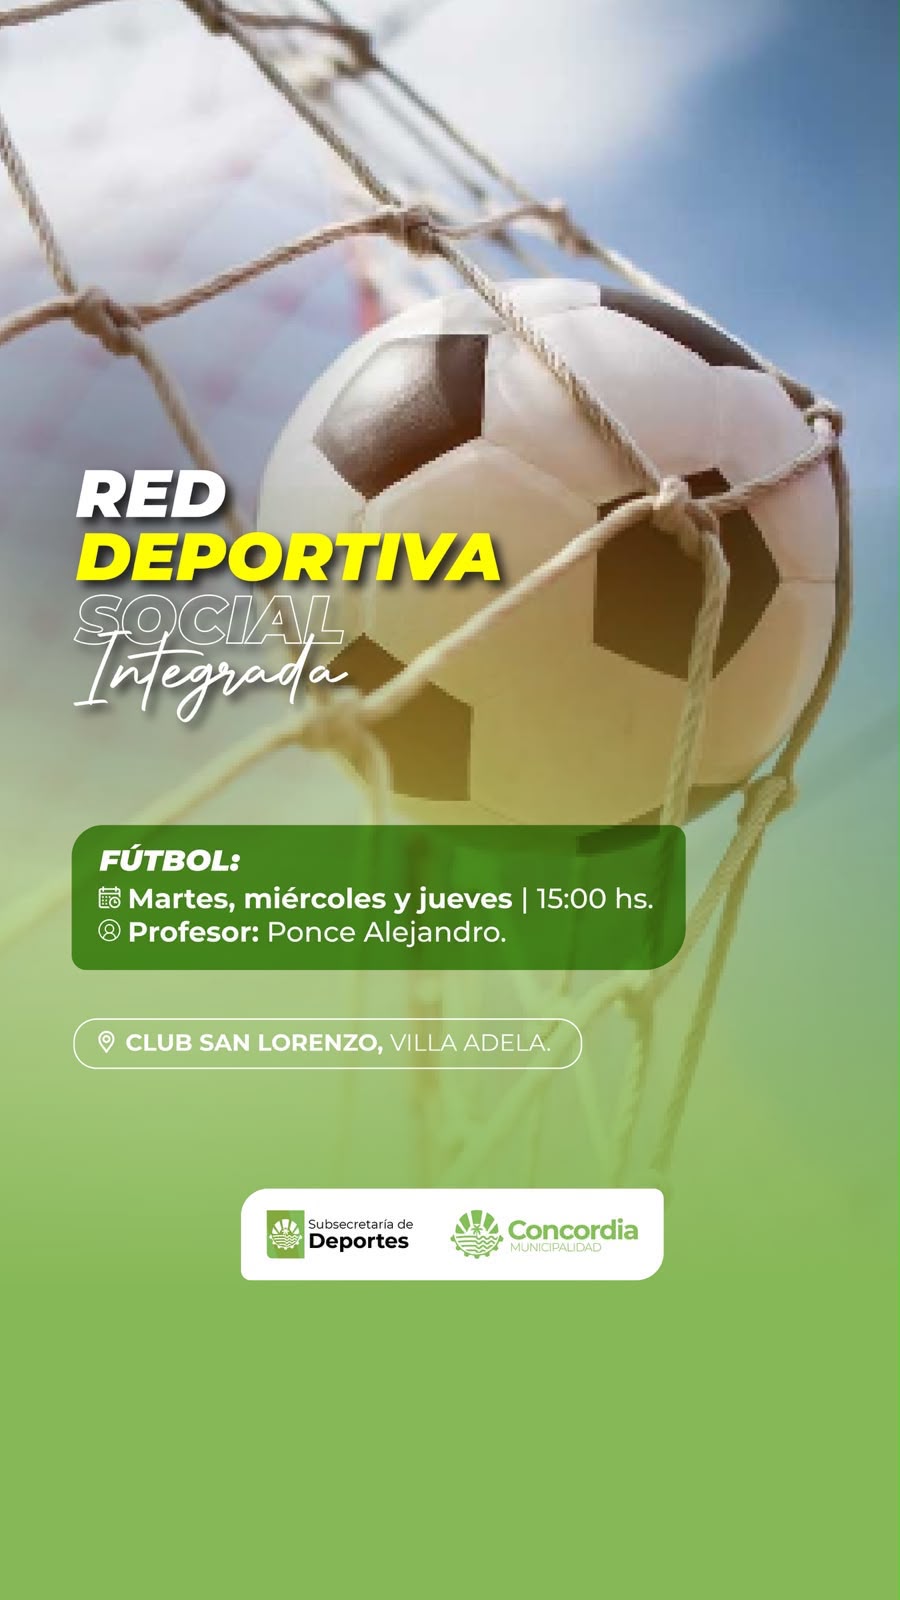 RED
DEPORTIVA
SOCIAL
Integrada
FÚTBOL:
Martes, miércoles y jueves | 15:00 hs.
Profesor: Ponce Alejandro.
CLUB SAN LORENZO, VILLA ADELA.
Subsecretaría de
Deportes
Concordia
MUNICIPALIDAD